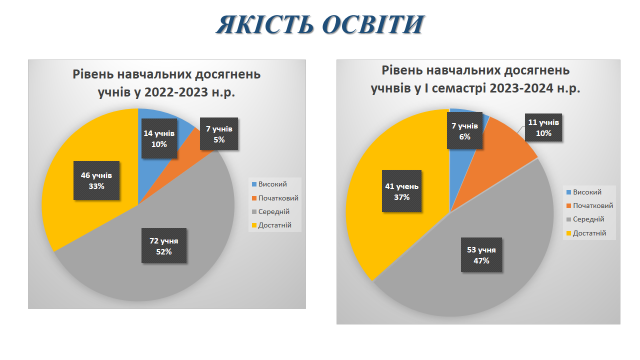 ЯКІСТЬ ОСВІТИ
Рівень навчальних досягнень
учнів у 2022-2023 н.р.
14 учнів
10%
7 учнів
5%
46 учнів
33%
72 учня
52%
Високий
Початковий
Середній
Достатній
Рівень навчальних досягнень
учнвів у І семастрі 2023-2024 н.р.
7 учнів
6%
11 учнів
10%
41 учень
37%
53 учня
47%
Високий
Початковий
Середній
Достатній